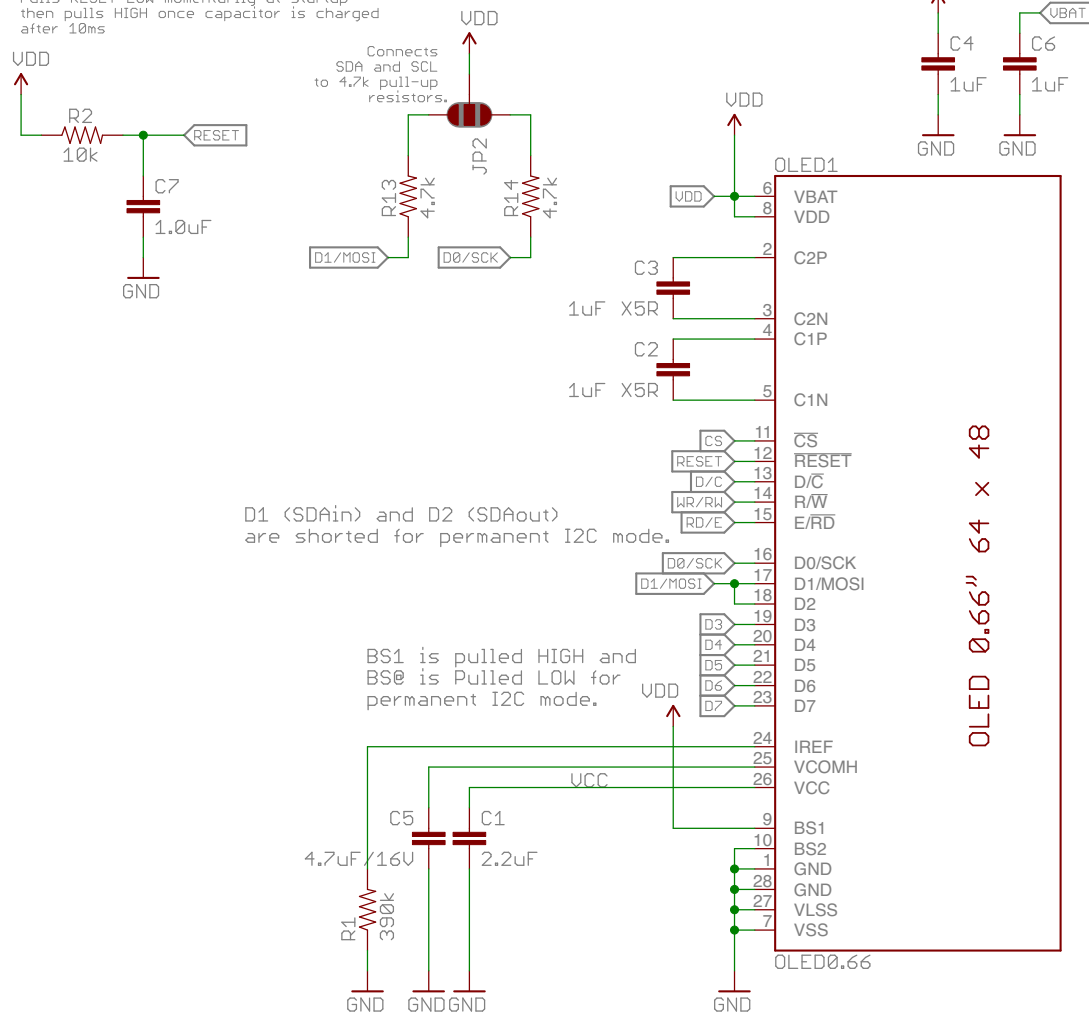 Pulls RESET LOW momentarily at startup
then pulls HIGH once capacitor is charged
after 10ms
VDD
R2
10k
RESET
C7
1.0uF
GND
VDD
Connects
SDA and SCL
to 4.7k pull-up
resistors.
JP2
R13
4.7k
R14
4.7k
D1/MOSI
D0/SCK
C4
1uF
GND
VBAT
C6
1uF
GND
VDD
VDD
OLED1
6 VBAT
8 VDD
2 C2P
C3
1uF X5R
3 C2N
4 C1P
C2
1uF X5R
5 C1N
CS 11 CS
RESET 12 RESET
D/C 13 D/C
WR/RW 14 R/W
RD/E 15 E/RD
D1 (SDAin) and D2 (SDAout)
are shorted for permanent I2C mode.
D0/SCK 16 D0/SCK
D1/MOSI 17 D1/MOSI
18 D2
D3 19 D3
D4 20 D4
D5 21 D5
D6 22 D6
D7 23 D7
BS1 is pulled HIGH and
BS@ is Pulled LOW for
permanent I2C mode.
VDD
24 IREF
25 VCOMH
VCC 26 VCC
C5
4.7uF/16V
C1
2.2uF
9 BS1
10 BS2
1 GND
28 GND
27 VLSS
7 VSS
R1
390k
GND
GND
GND
GND
OLED 0.66” 64 x 48
OLED0.66